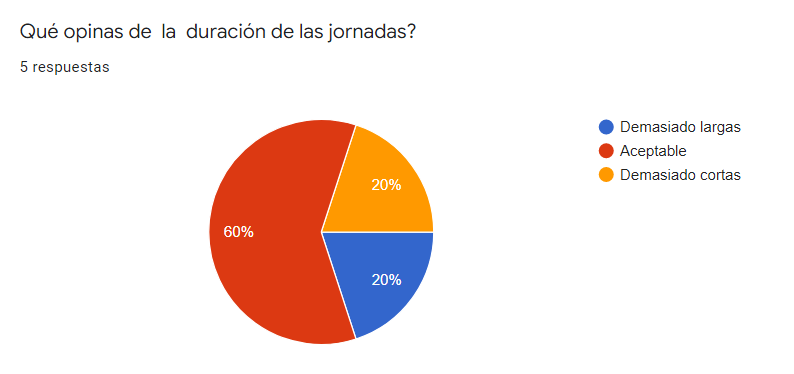 Qué opinas de la duración de las jornadas?
5 respuestas
Demasiado largas
Aceptable
Demasiado cortas
20%
60%
20%